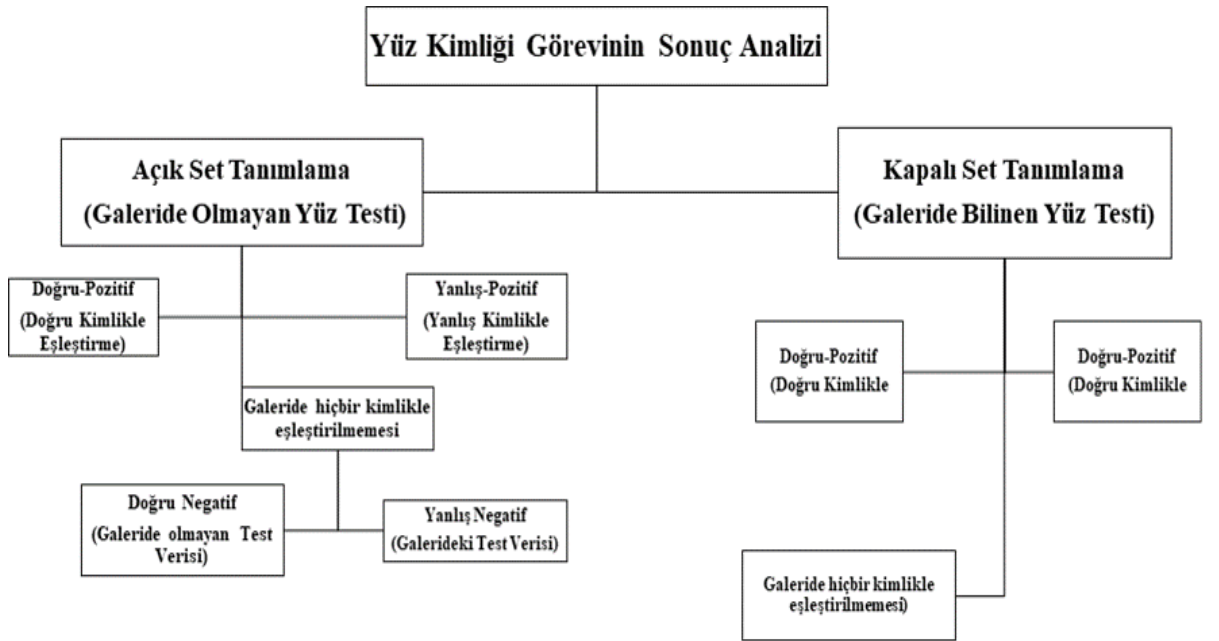 Yüz Kimliği Görevinin Sonuç Analizi
Açık Set Tanımlama
(Galeride Olmayan Yüz Testi)
Kapalı Set Tanımlama
(Galeride Bilinen Yüz Testi)
Doğru-Pozitif
(Doğru Kimlikle
Eşleştirme)
Yanlış-Pozitif
(Yanlış Kimlikle
Eşleştirme)
Galeride hiçbir kimlikle
eşleştirilmemesi
Doğru Negatif
(Galeride olmayan Test
Verisi)
Yanlış Negatif
(Galerideki Test Verisi)
Doğru-Pozitif
(Doğru Kimlikle
Doğru-Pozitif
(Doğru Kimlikle
Galeride hiçbir kimlikle
eşleştirilmemesi)